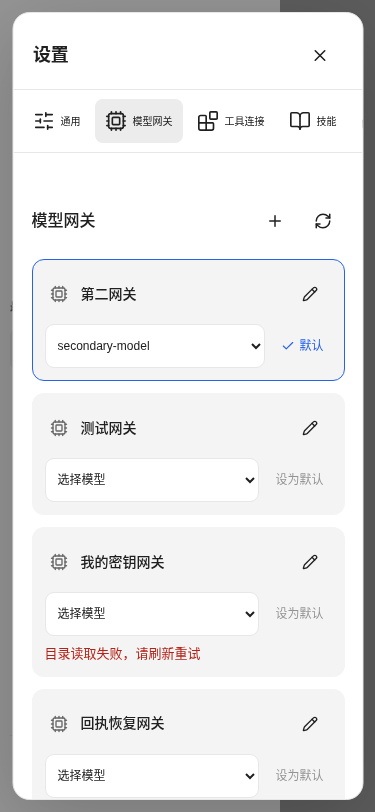 设置
通用
模型网关
工具连接
技能
模型网关
第二网关
secondary-model
默认
测试网关
选择模型
设为默认
我的密钥网关
选择模型
设为默认
目录读取失败，请刷新重试
回执恢复网关
选择模型
设为默认